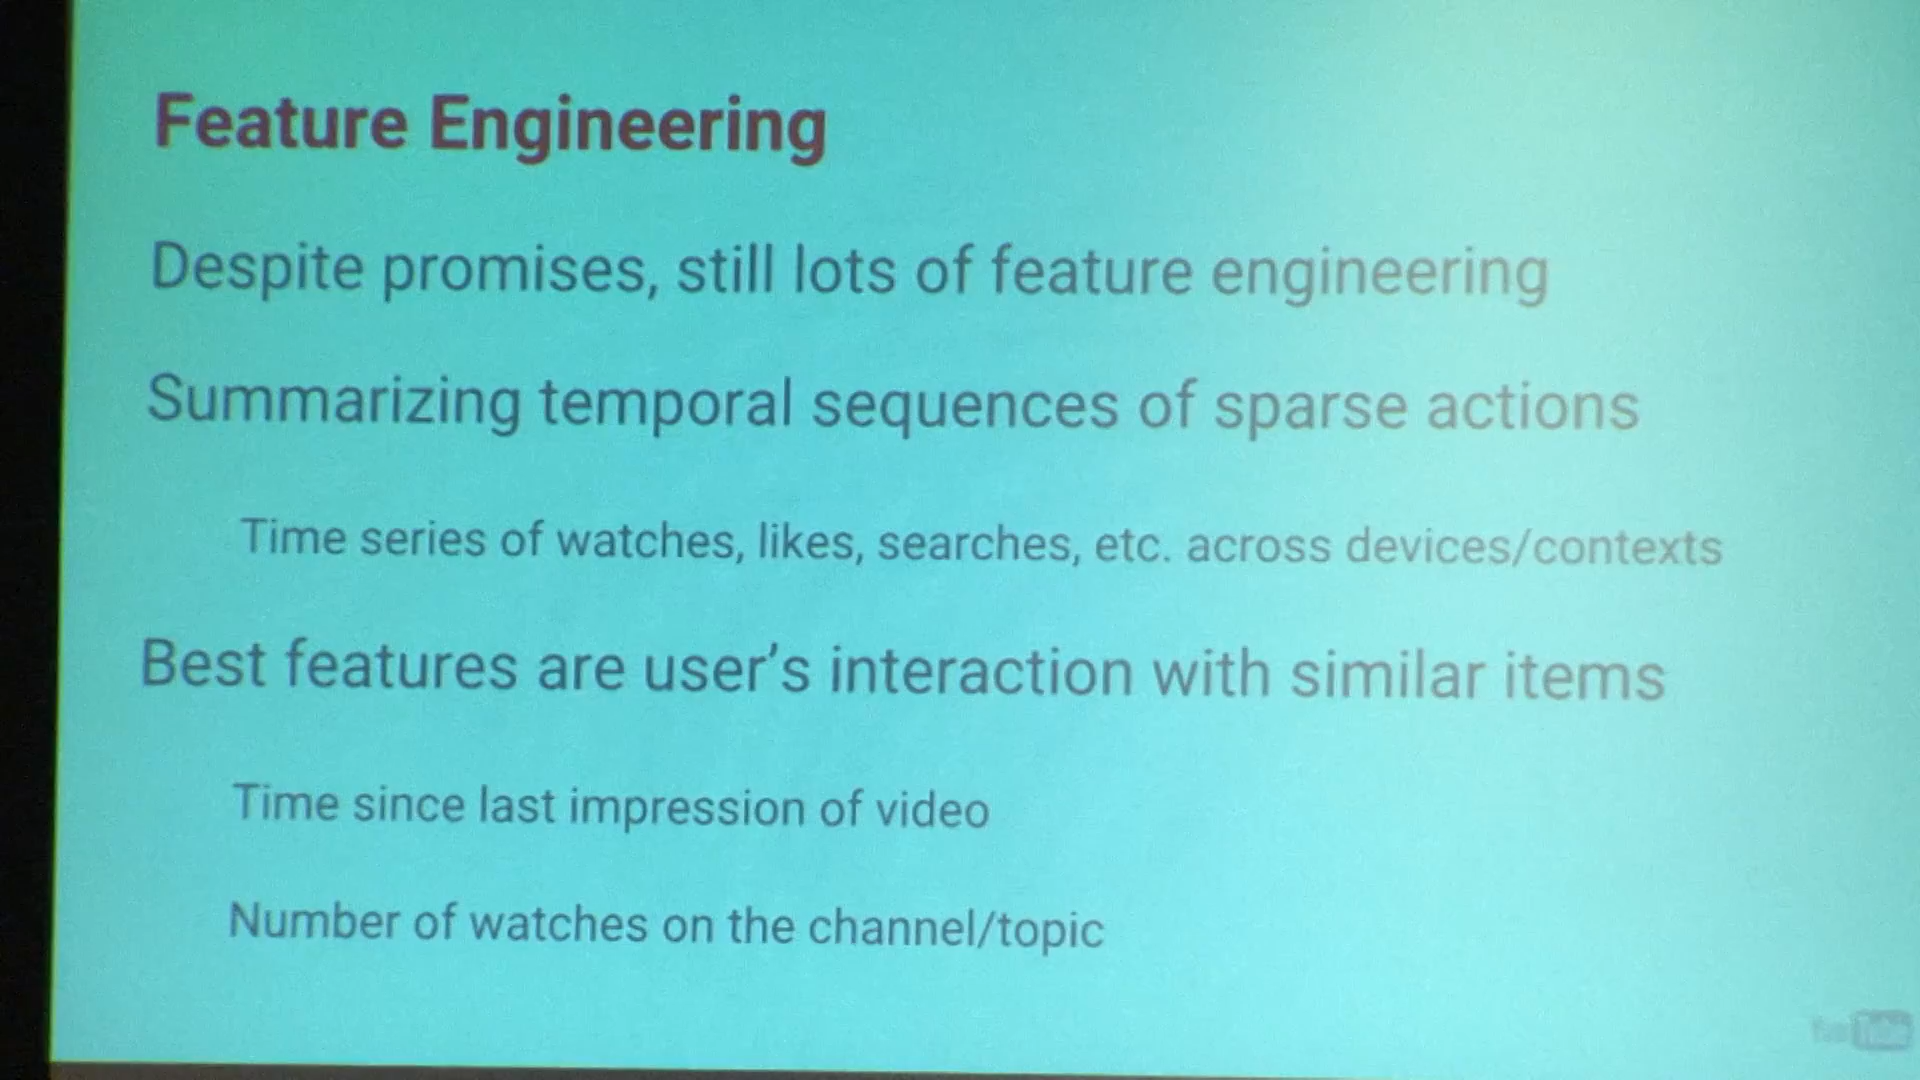 Feature Engineering
Despite promises, still lots of feature engineering
Summarizing temporal sequences of sparse actions
Time series of watches, likes, searches, etc. across devices/contexts
Best features are user's interaction with similar items
Time since last impression of video
Number of watches on the channel/topic
YouTube